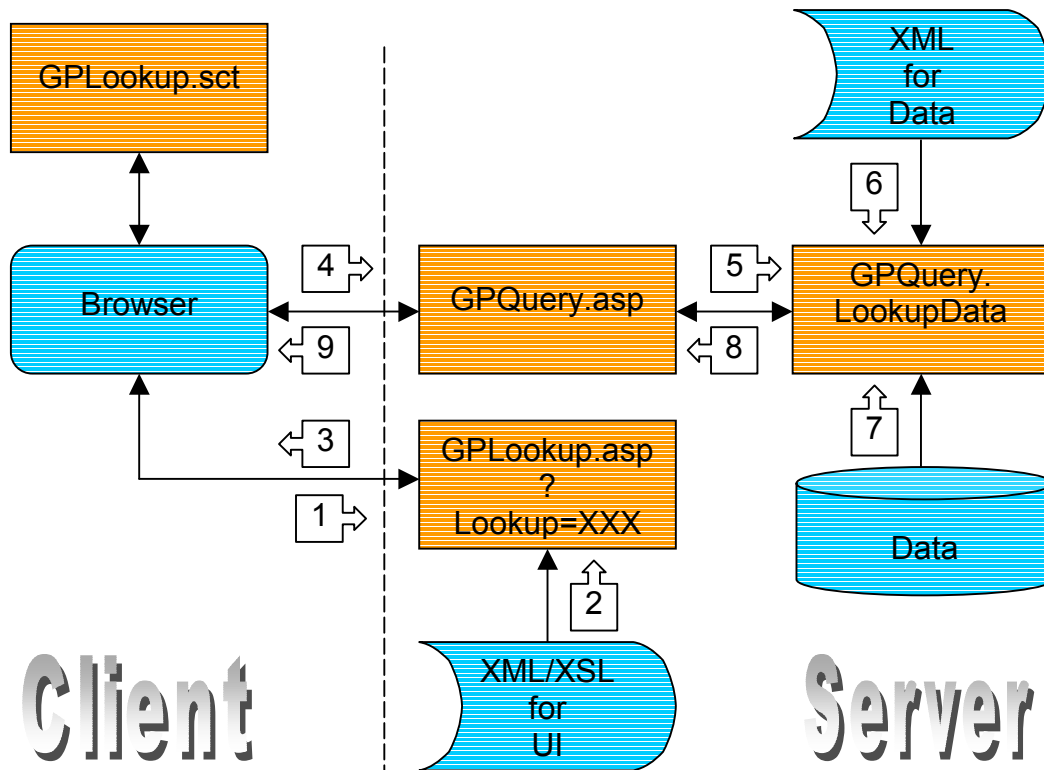 GPLookup.sct
XML
for
Data
6
Browser
4
9
GPQuery.asp
5
8
GPQuery.
LookupData
3
1
GPLookup.asp
?
Lookup=XXX
7
Data
2
XML/XSL
for
UI
Client
Server